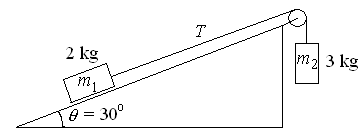 T
2 kg
m₁
m₂ 3 kg
θ = 30⁰